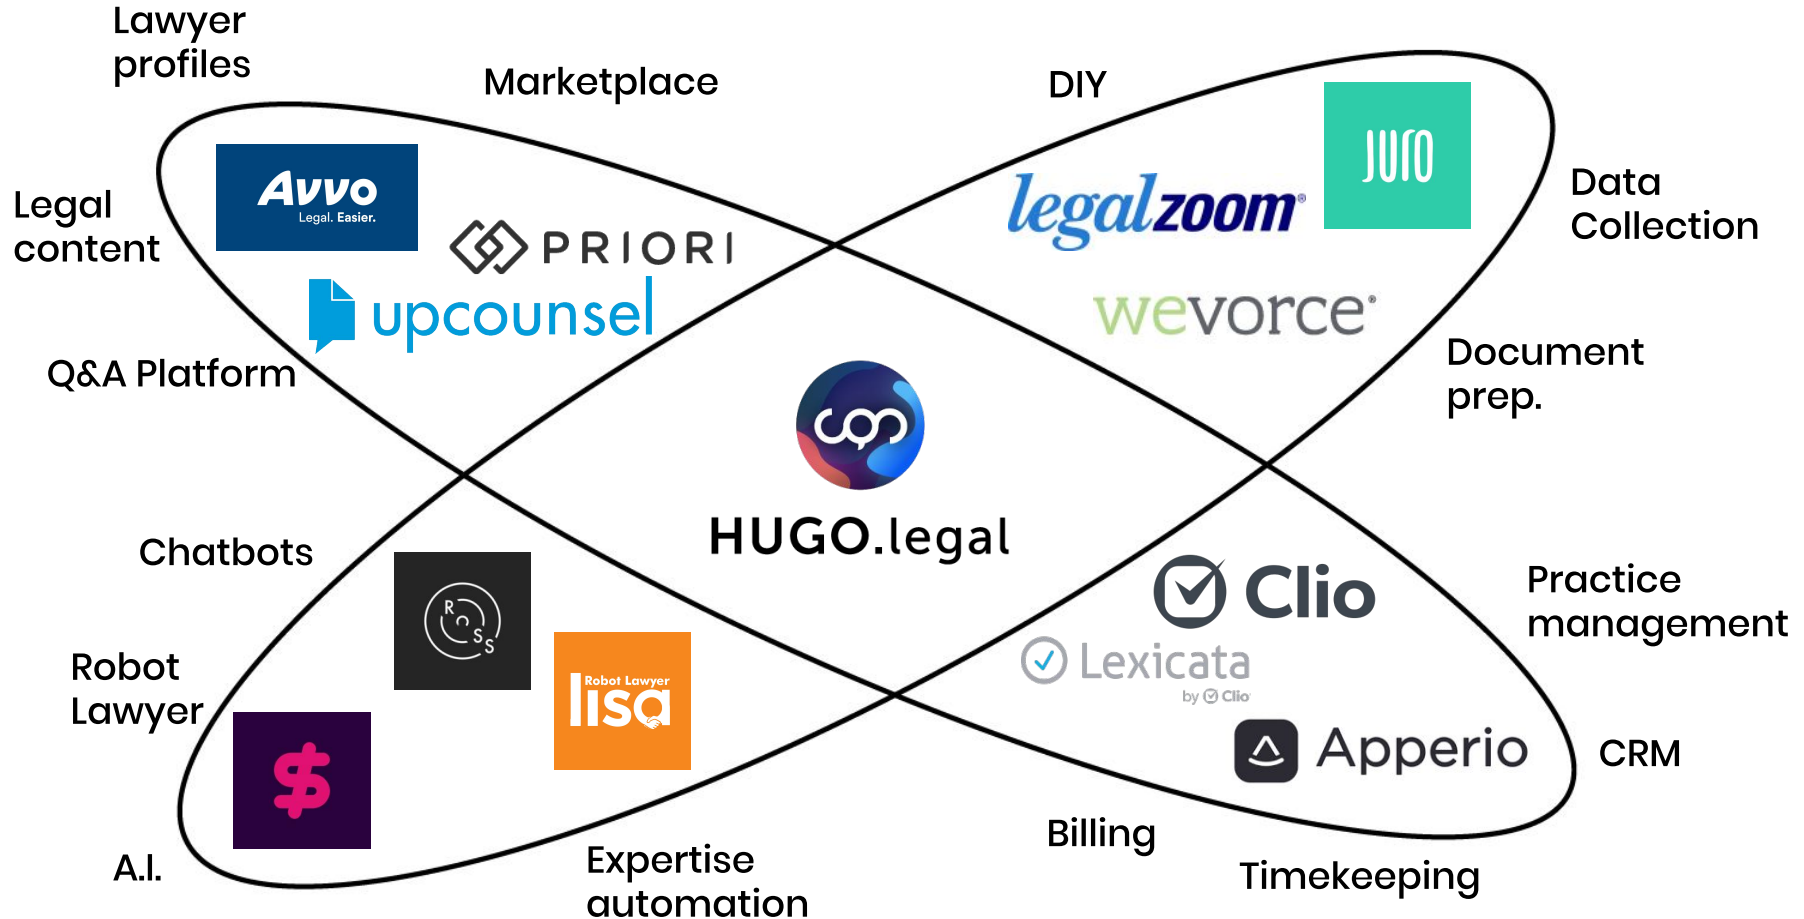 Lawyer
profiles
Marketplace
DIY
Avvo
Legal. Easier.
JURO
legalzoom®
Data
Collection
Legal
content
PRIORI
upcounsel
wevorce®
Q&A Platform
Document
prep.
HUGO.legal
Chatbots
ROSS
Clio
Practice
management
Lexicata
by Clio
Robot
Lawyer
Robot Lawyer
lisa
Apperio
CRM
A.I.
Expertise
automation
Billing
Timekeeping